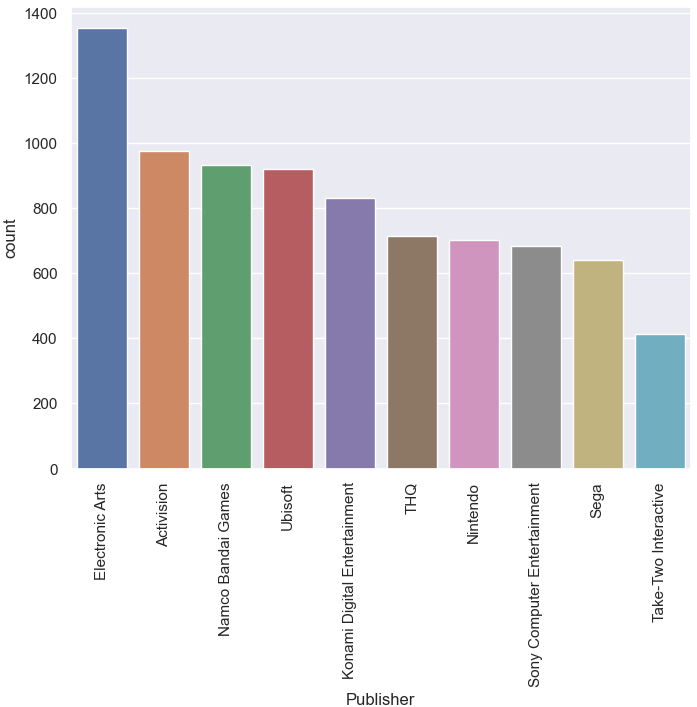 1400
1200
1000
800
600
400
200
0
count
Electronic Arts
Activision
Namco Bandai Games
Ubisoft
Konami Digital Entertainment
THQ
Nintendo
Sony Computer Entertainment
Sega
Take-Two Interactive
Publisher